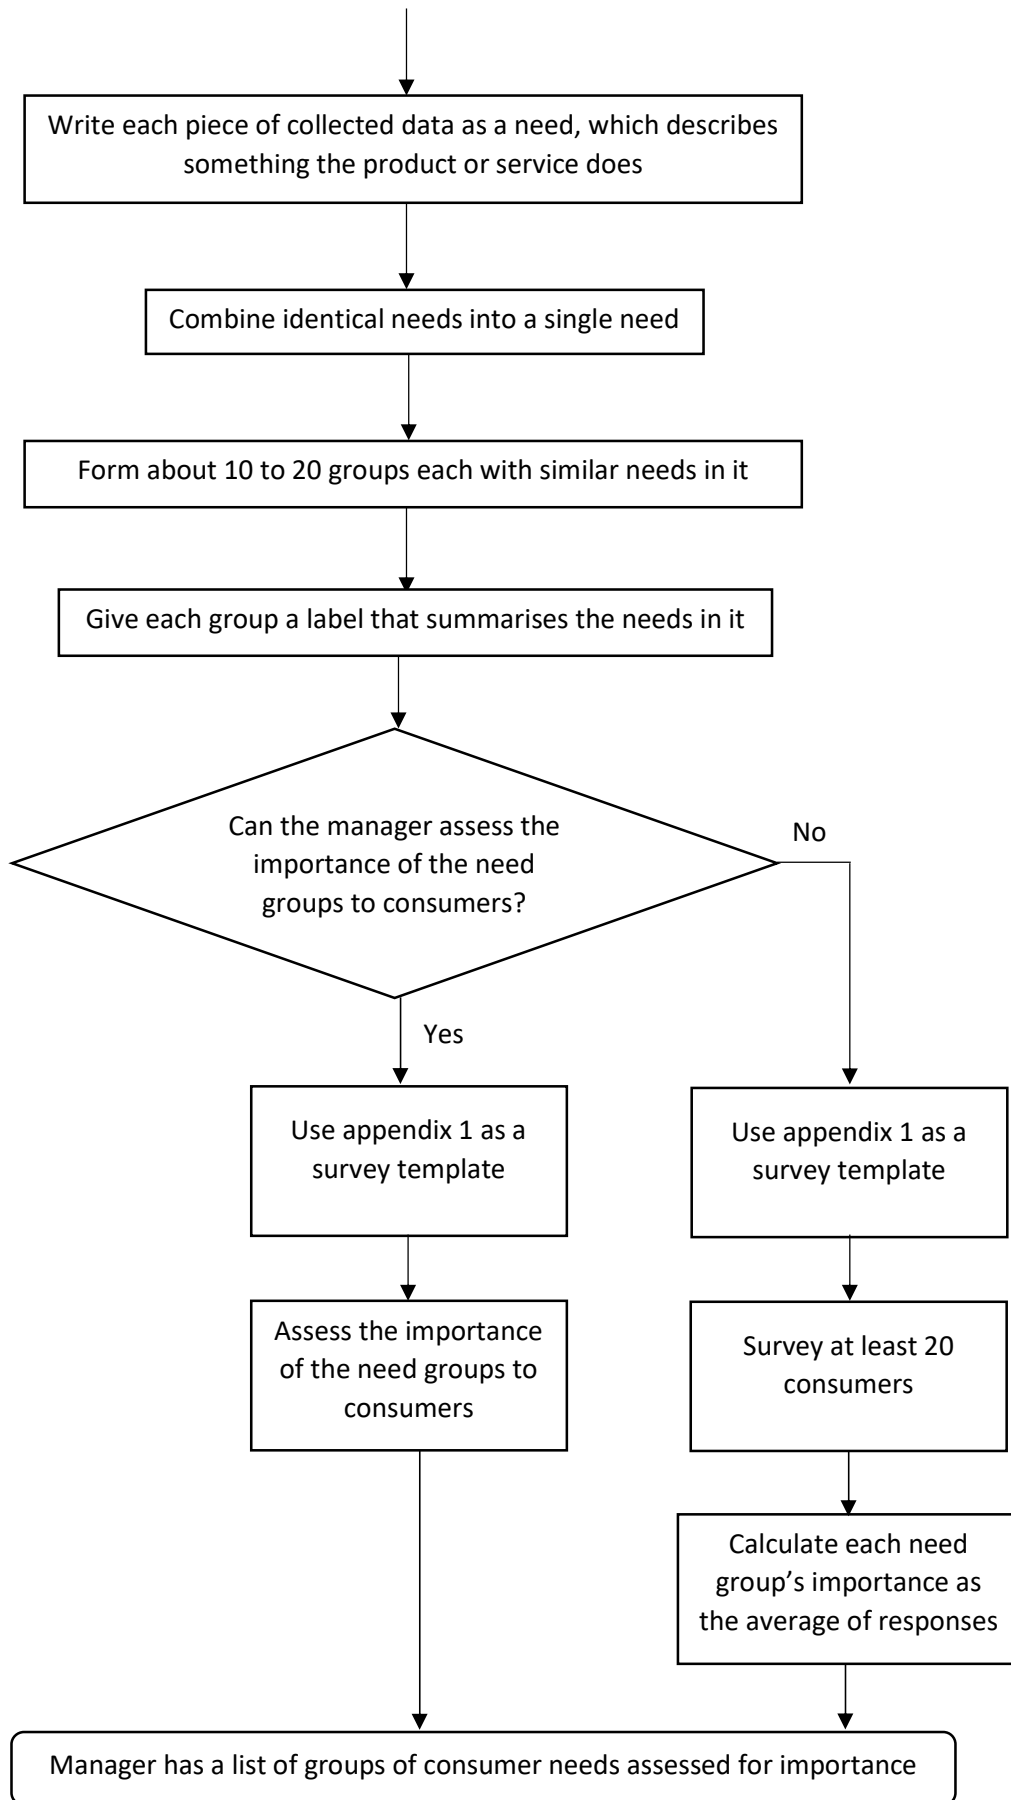 Write each piece of collected data as a need, which describes
something the product or service does
Combine identical needs into a single need
Form about 10 to 20 groups each with similar needs in it
Give each group a label that summarises the needs in it
Can the manager assess the
importance of the need
groups to consumers?
No
Yes
Use appendix 1 as a
survey template
Assess the importance
of the need groups to
consumers
Use appendix 1 as a
survey template
Survey at least 20
consumers
Calculate each need
group’s importance as
the average of responses
Manager has a list of groups of consumer needs assessed for importance